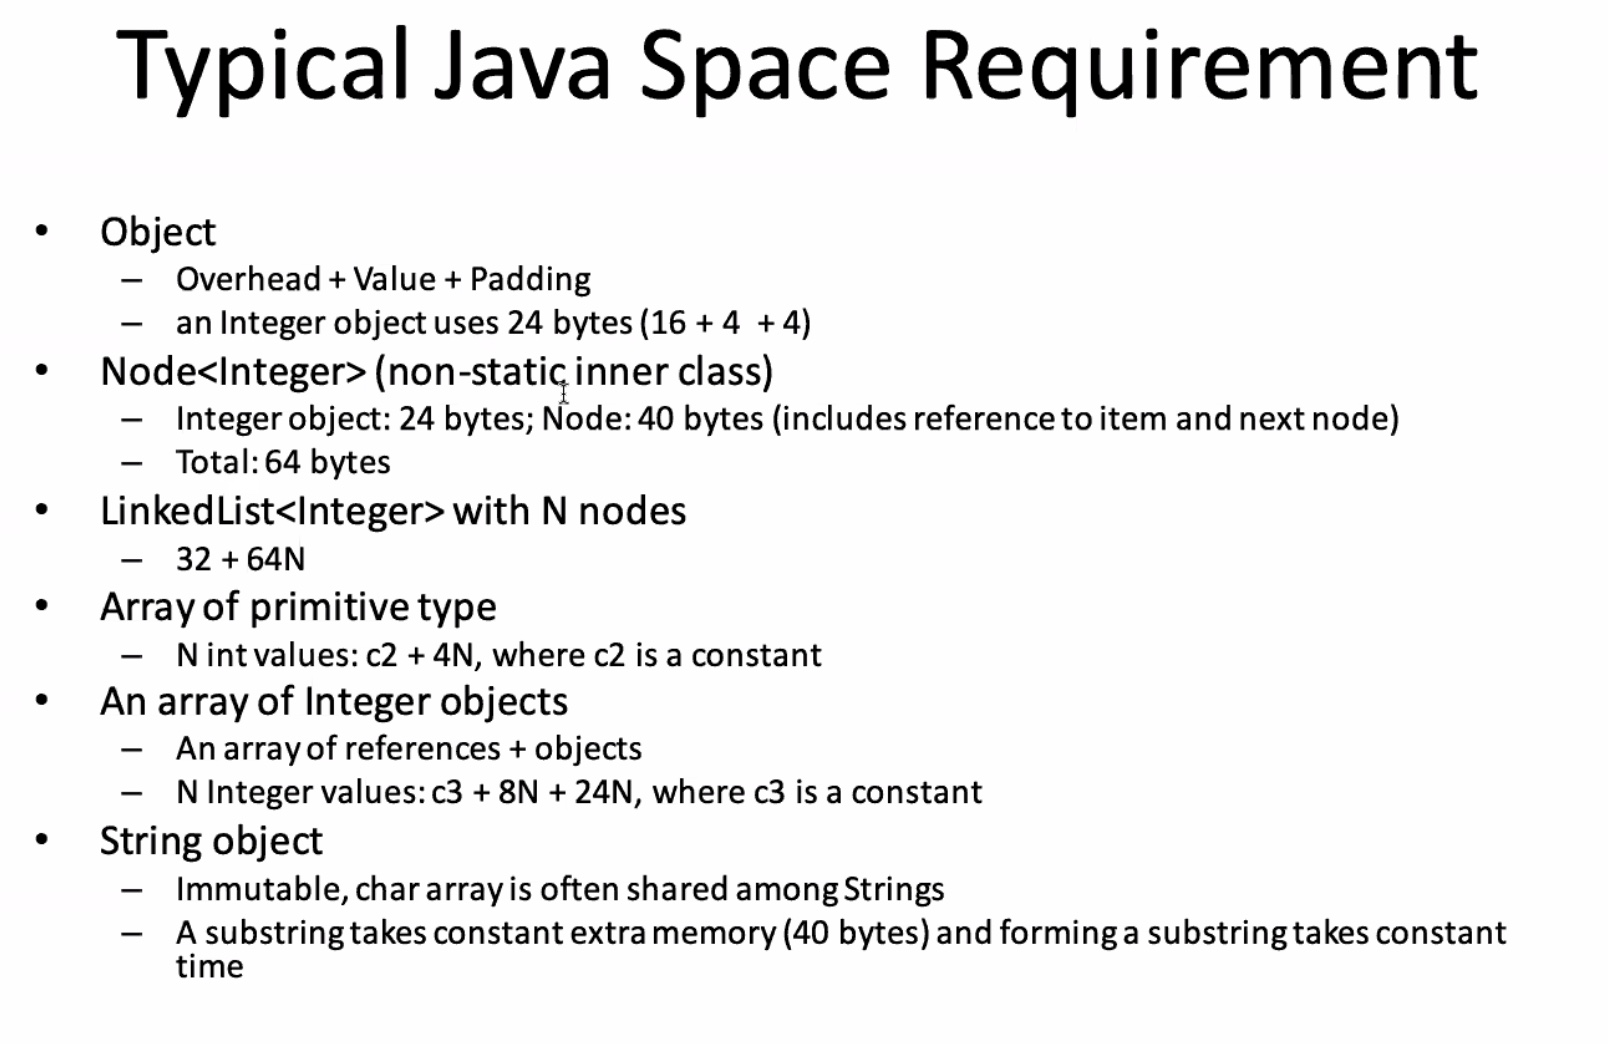 Typical Java Space Requirement
• Object
– Overhead + Value + Padding
– an Integer object uses 24 bytes (16 + 4 + 4)
• Node<Integer> (non-static inner class)
– Integer object: 24 bytes; Node: 40 bytes (includes reference to item and next node)
– Total: 64 bytes
• LinkedList<Integer> with N nodes
– 32 + 64N
• Array of primitive type
– N int values: c2 + 4N, where c2 is a constant
• An array of Integer objects
– An array of references + objects
– N Integer values: c3 + 8N + 24N, where c3 is a constant
• String object
– Immutable, char array is often shared among Strings
– A substring takes constant extra memory (40 bytes) and forming a substring takes constant
time